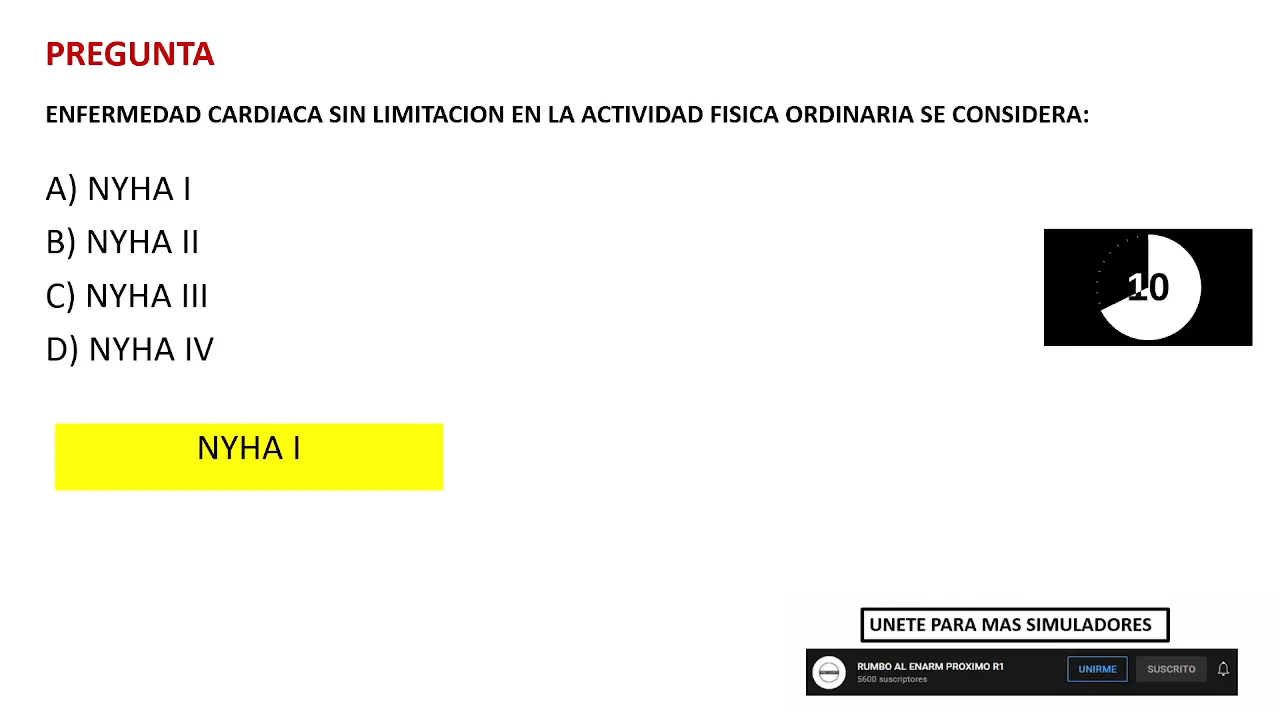 PREGUNTA
ENFERMEDAD CARDIACA SIN LIMITACION EN LA ACTIVIDAD FISICA ORDINARIA SE CONSIDERA:
A) NYHA I
B) NYHA II
C) NYHA III
D) NYHA IV
10
NYHA I
UNETE PARA MAS SIMULADORES
RUMBO AL ENARM PROXIMO R1
5600 suscriptores
UNIRME
SUSCRITO